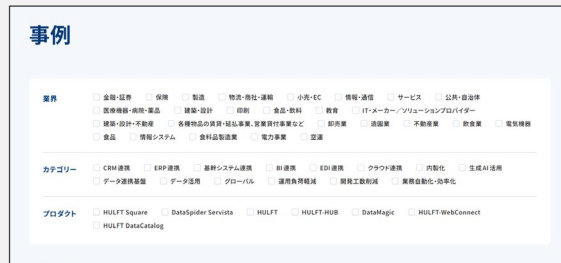 事例
業界
金融・証券 保険 製造 物流・商社・運輸 小売・EC 情報・通信 サービス 公共・自治体
医療機器・病院・薬品 建築・設計 印刷 食品・飲料 教育 IT・メーカー／ソリューションプロバイダー
建築・設計・不動産 各種物品の賃貸・延払事業、営業貸付事業など 卸売業 造園業 不動産業 飲食業 電気機器
食品 情報システム 食料品製造業 電力事業 空運
カテゴリー
CRM連携 ERP連携 基幹システム連携 BI連携 EDI連携 クラウド連携 内製化 生成AI活用
データ連携基盤 データ活用 グローバル 運用負荷軽減 開発工数削減 業務自動化・効率化
プロダクト
HULFT Square DataSpider Servista HULFT HULFT-HUB DataMagic HULFT-WebConnect
HULFT DataCatalog